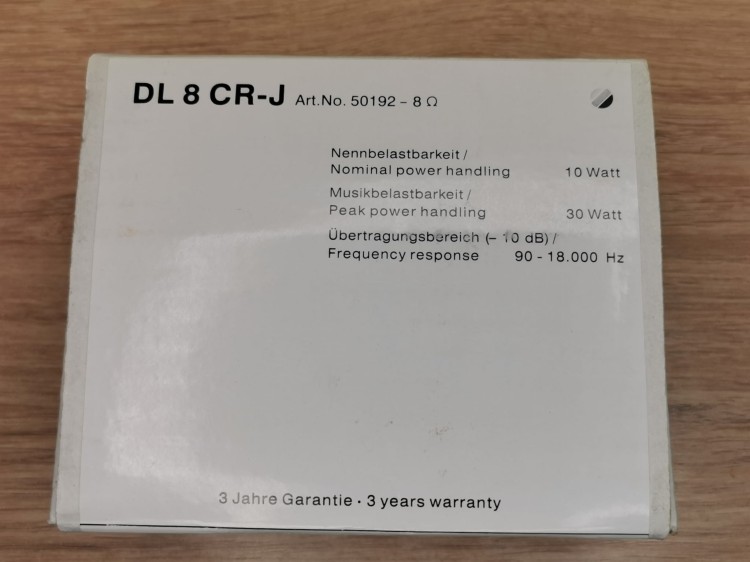 DL 8 CR-J Art.No. 50192 - 8 Ω
Nennbelastbarkeit /
Nominal power handling 10 Watt
Musikbelastbarkeit /
Peak power handling 30 Watt
Übertragungsbereich (– 10 dB) /
Frequency response 90 - 18.000 Hz
3 Jahre Garantie · 3 years warranty